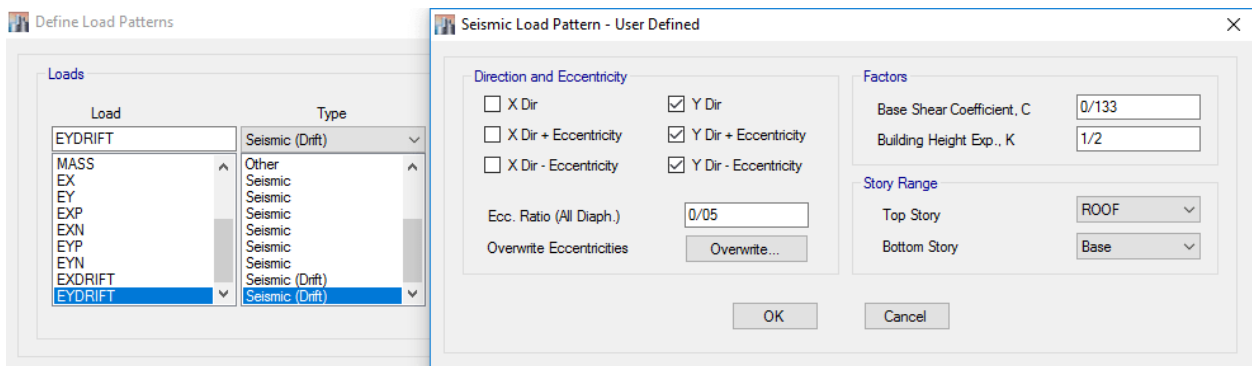 Define Load Patterns
Loads
Load Type
EYDRIFT Seismic (Drift)
MASS Other
EX Seismic
EY Seismic
EXP Seismic
EXN Seismic
EYP Seismic
EYN Seismic
EXDRIFT Seismic (Drift)
EYDRIFT Seismic (Drift)
Seismic Load Pattern - User Defined
Direction and Eccentricity
X Dir Y Dir
X Dir + Eccentricity Y Dir + Eccentricity
X Dir - Eccentricity Y Dir - Eccentricity
Ecc. Ratio (All Diaph.) 0/05
Overwrite Eccentricities Overwrite...
Factors
Base Shear Coefficient, C 0/133
Building Height Exp., K 1/2
Story Range
Top Story ROOF
Bottom Story Base
OK Cancel